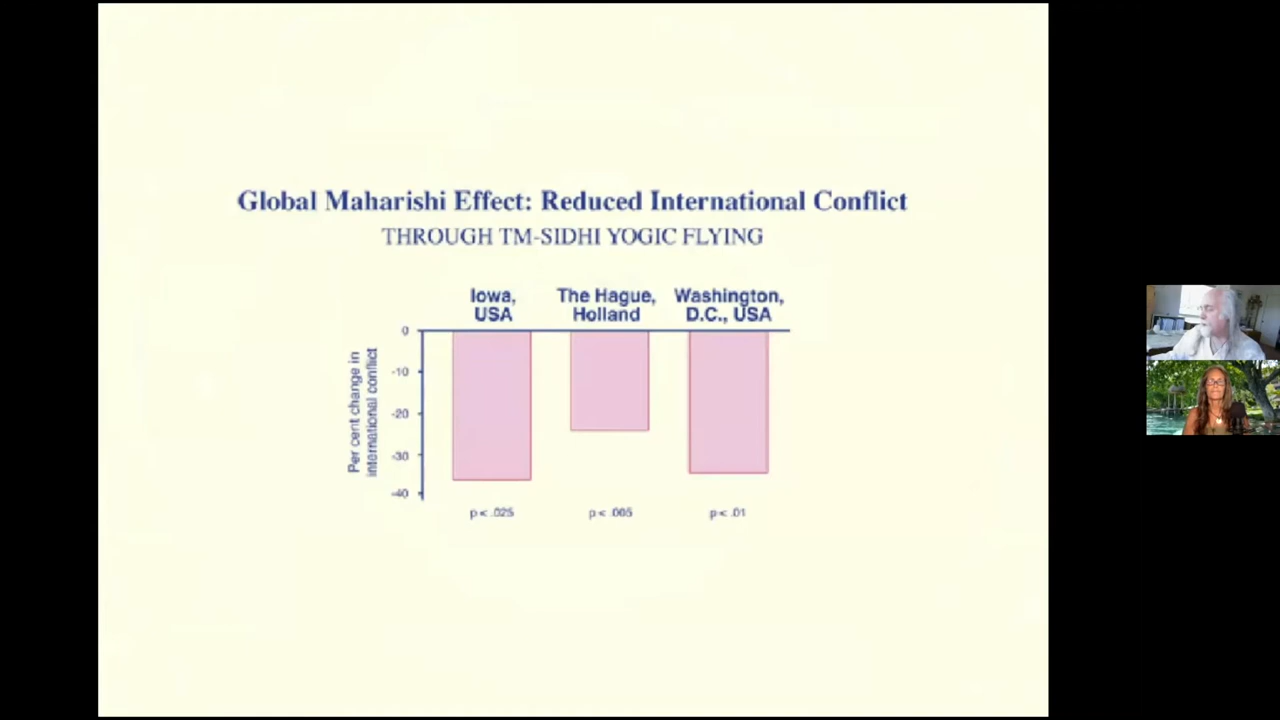 Global Maharishi Effect: Reduced International Conflict
THROUGH TM-SIDHI YOGIC FLYING
Iowa, USA
The Hague, Holland
Washington, D.C., USA
Per cent change in
international conflict
0
-10
-20
-30
-40
p < .025
p < .005
p < .01